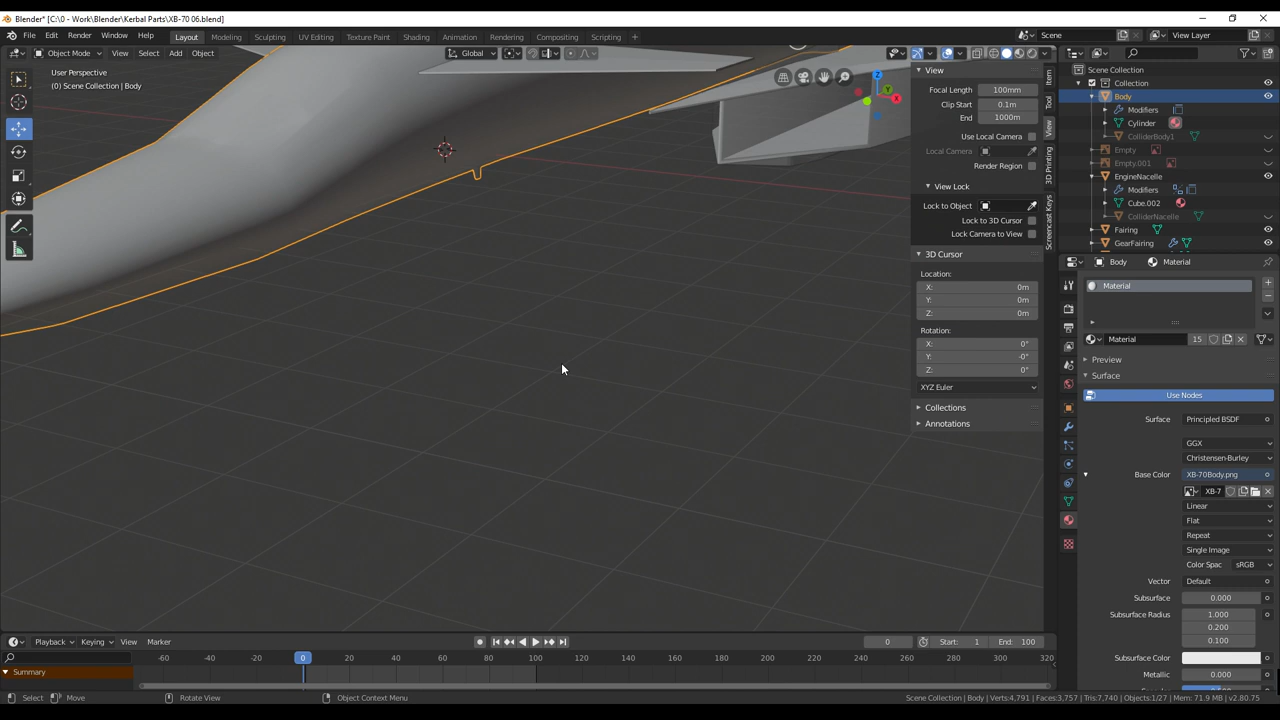 Blender* [C:\0 - Work\Blender\Kerbal Parts\XB-70 06.blend]
File Edit Render Window Help Layout Modeling Sculpting UV Editing Texture Paint Shading Animation Rendering Compositing Scripting + Scene View Layer
Object Mode View Select Add Object Global
User Perspective
(0) Scene Collection | Body
View
Focal Length 100mm
Clip Start 0.1m
End 1000m
Use Local Camera
Local Camera
Render Region
View Lock
Lock to Object
Lock to 3D Cursor
Lock Camera to View
3D Cursor
Location:
X: 0m
Y: 0m
Z: 0m
Rotation:
X: 0°
Y: -0°
Z: 0°
XYZ Euler
Collections
Annotations
Item
Tool
View
3D Printing
Screencast Keys
Scene Collection
Collection
Body
Modifiers
Cylinder
ColliderBody1
Empty
Empty.001
EngineNacelle
Modifiers
Cube.002
ColliderNacelle
Fairing
GearFairing
Body Material
Material
Material 15
Preview
Surface
Use Nodes
Surface Principled BSDF
GGX
Christensen-Burley
Base Color XB-70Body.png
XB-7
Linear
Flat
Repeat
Single Image
Color Spac sRGB
Vector Default
Subsurface 0.000
Subsurface Radius 1.000
0.200
0.100
Subsurface Color
Metallic 0.000
Playback Keying View Marker 0 Start: 1 End: 100
-60 -40 -20 0 20 40 60 80 100 120 140 160 180 200 220 240 260 280 300 320
Summary
Select Move Rotate View Object Context Menu Scene Collection | Body | Verts:4,791 | Faces:3,757 | Tris:7,740 | Objects:1/27 | Mem: 71.9 MB | v2.80.75